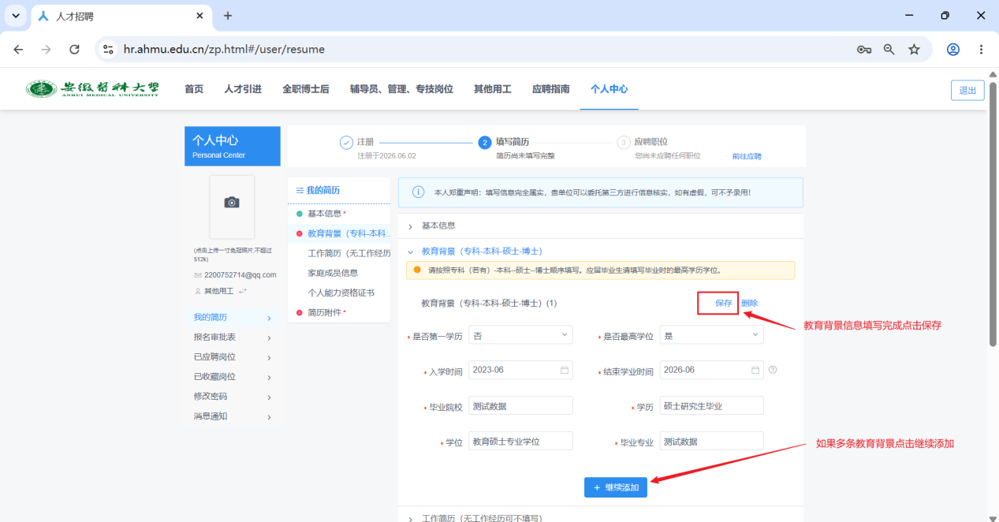 人才招聘
hr.ahmu.edu.cn/zp.html#/user/resume
安徽医科大学
ANHUI MEDICAL UNIVERSITY
首页 人才引进 全职博士后 辅导员、管理、专技岗位 其他用工 应聘指南 个人中心
退出
个人中心
Personal Center
注册
注册于2026.06.02
2 填写简历
简历尚未填写完整
3 应聘职位
您尚未应聘任何职位
前往应聘
(点击上传一寸免冠照片,不超过
512k)
2200752714@qq.com
其他用工
我的简历
报名审批表
已应聘岗位
已收藏岗位
修改密码
消息通知
我的简历
基本信息*
教育背景（专科-本科...
工作简历（无工作经历
家庭成员信息
个人能力资格证书
简历附件*
本人郑重声明：填写信息完全属实，贵单位可以委托第三方进行信息核实，如有虚假，可不予录用！
基本信息
教育背景（专科-本科-硕士-博士）
请按照专科（若有）-本科--硕士--博士顺序填写。应届毕业生请填写毕业时的最高学历学位。
教育背景（专科-本科-硕士-博士）(1)
保存 删除
*是否第一学历 否
*是否最高学位 是
*入学时间 2023-06
*结束学业时间 2026-06
*毕业院校 测试数据
*学历 硕士研究生毕业
*学位 教育硕士专业学位
*毕业专业 测试数据
+ 继续添加
工作简历（无工作经历可不填写）
教育背景信息填写完成点击保存
如果多条教育背景点击继续添加